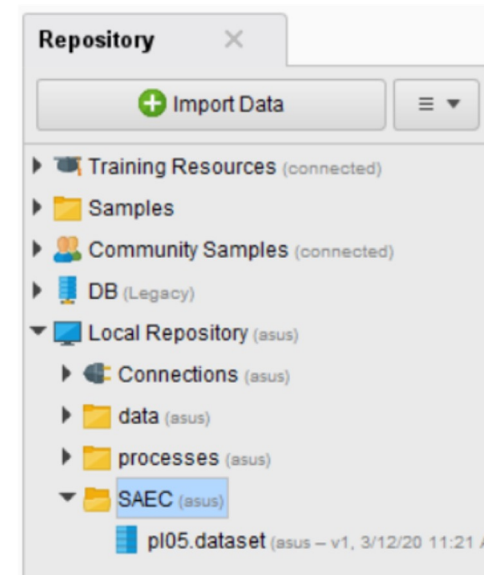 Repository
Import Data
Training Resources (connected)
Samples
Community Samples (connected)
DB (Legacy)
Local Repository (asus)
Connections (asus)
data (asus)
processes (asus)
SAEC (asus)
pl05.dataset (asus – v1, 3/12/20 11:21 A